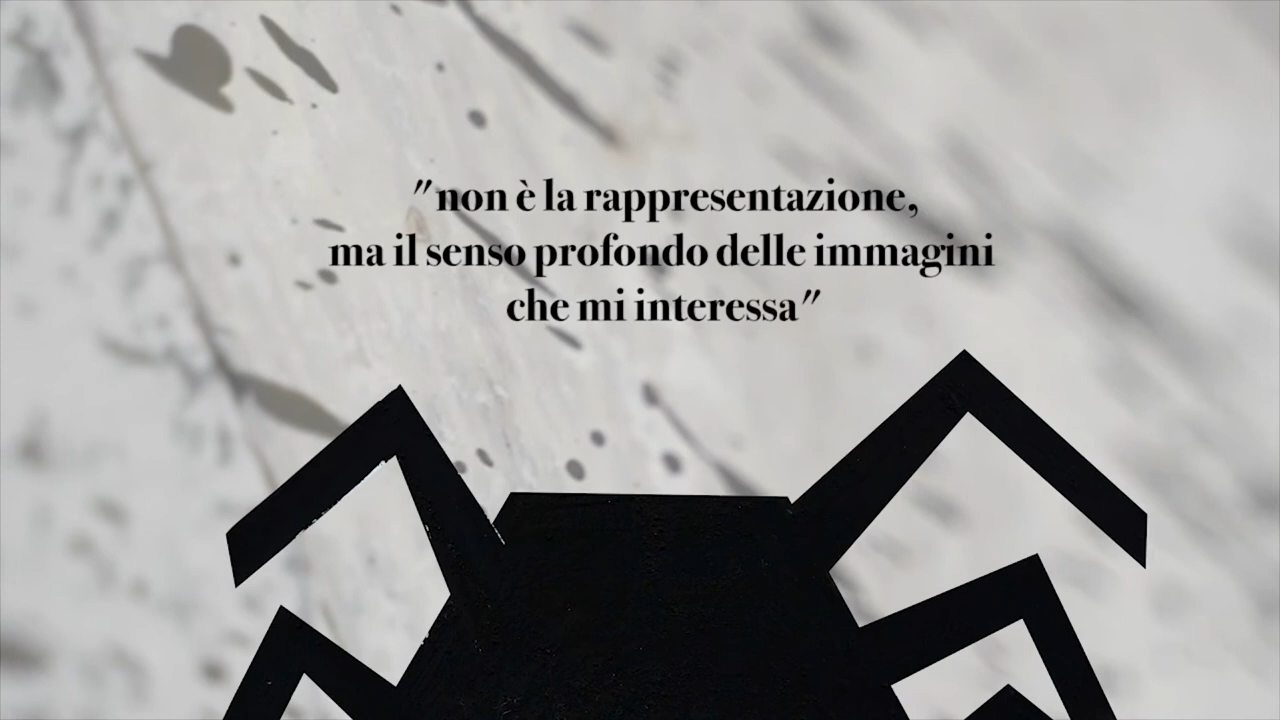 "non è la rappresentazione,
ma il senso profondo delle immagini
che mi interessa"